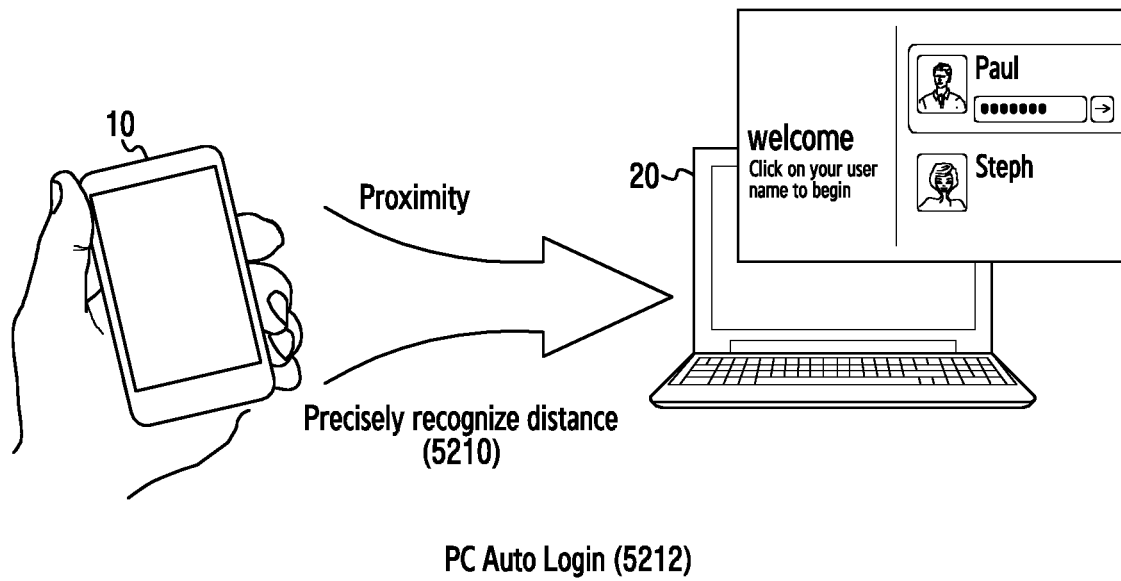 10
Proximity
Precisely recognize distance
(5210)
20
welcome
Click on your user
name to begin
Paul
Steph
PC Auto Login (5212)